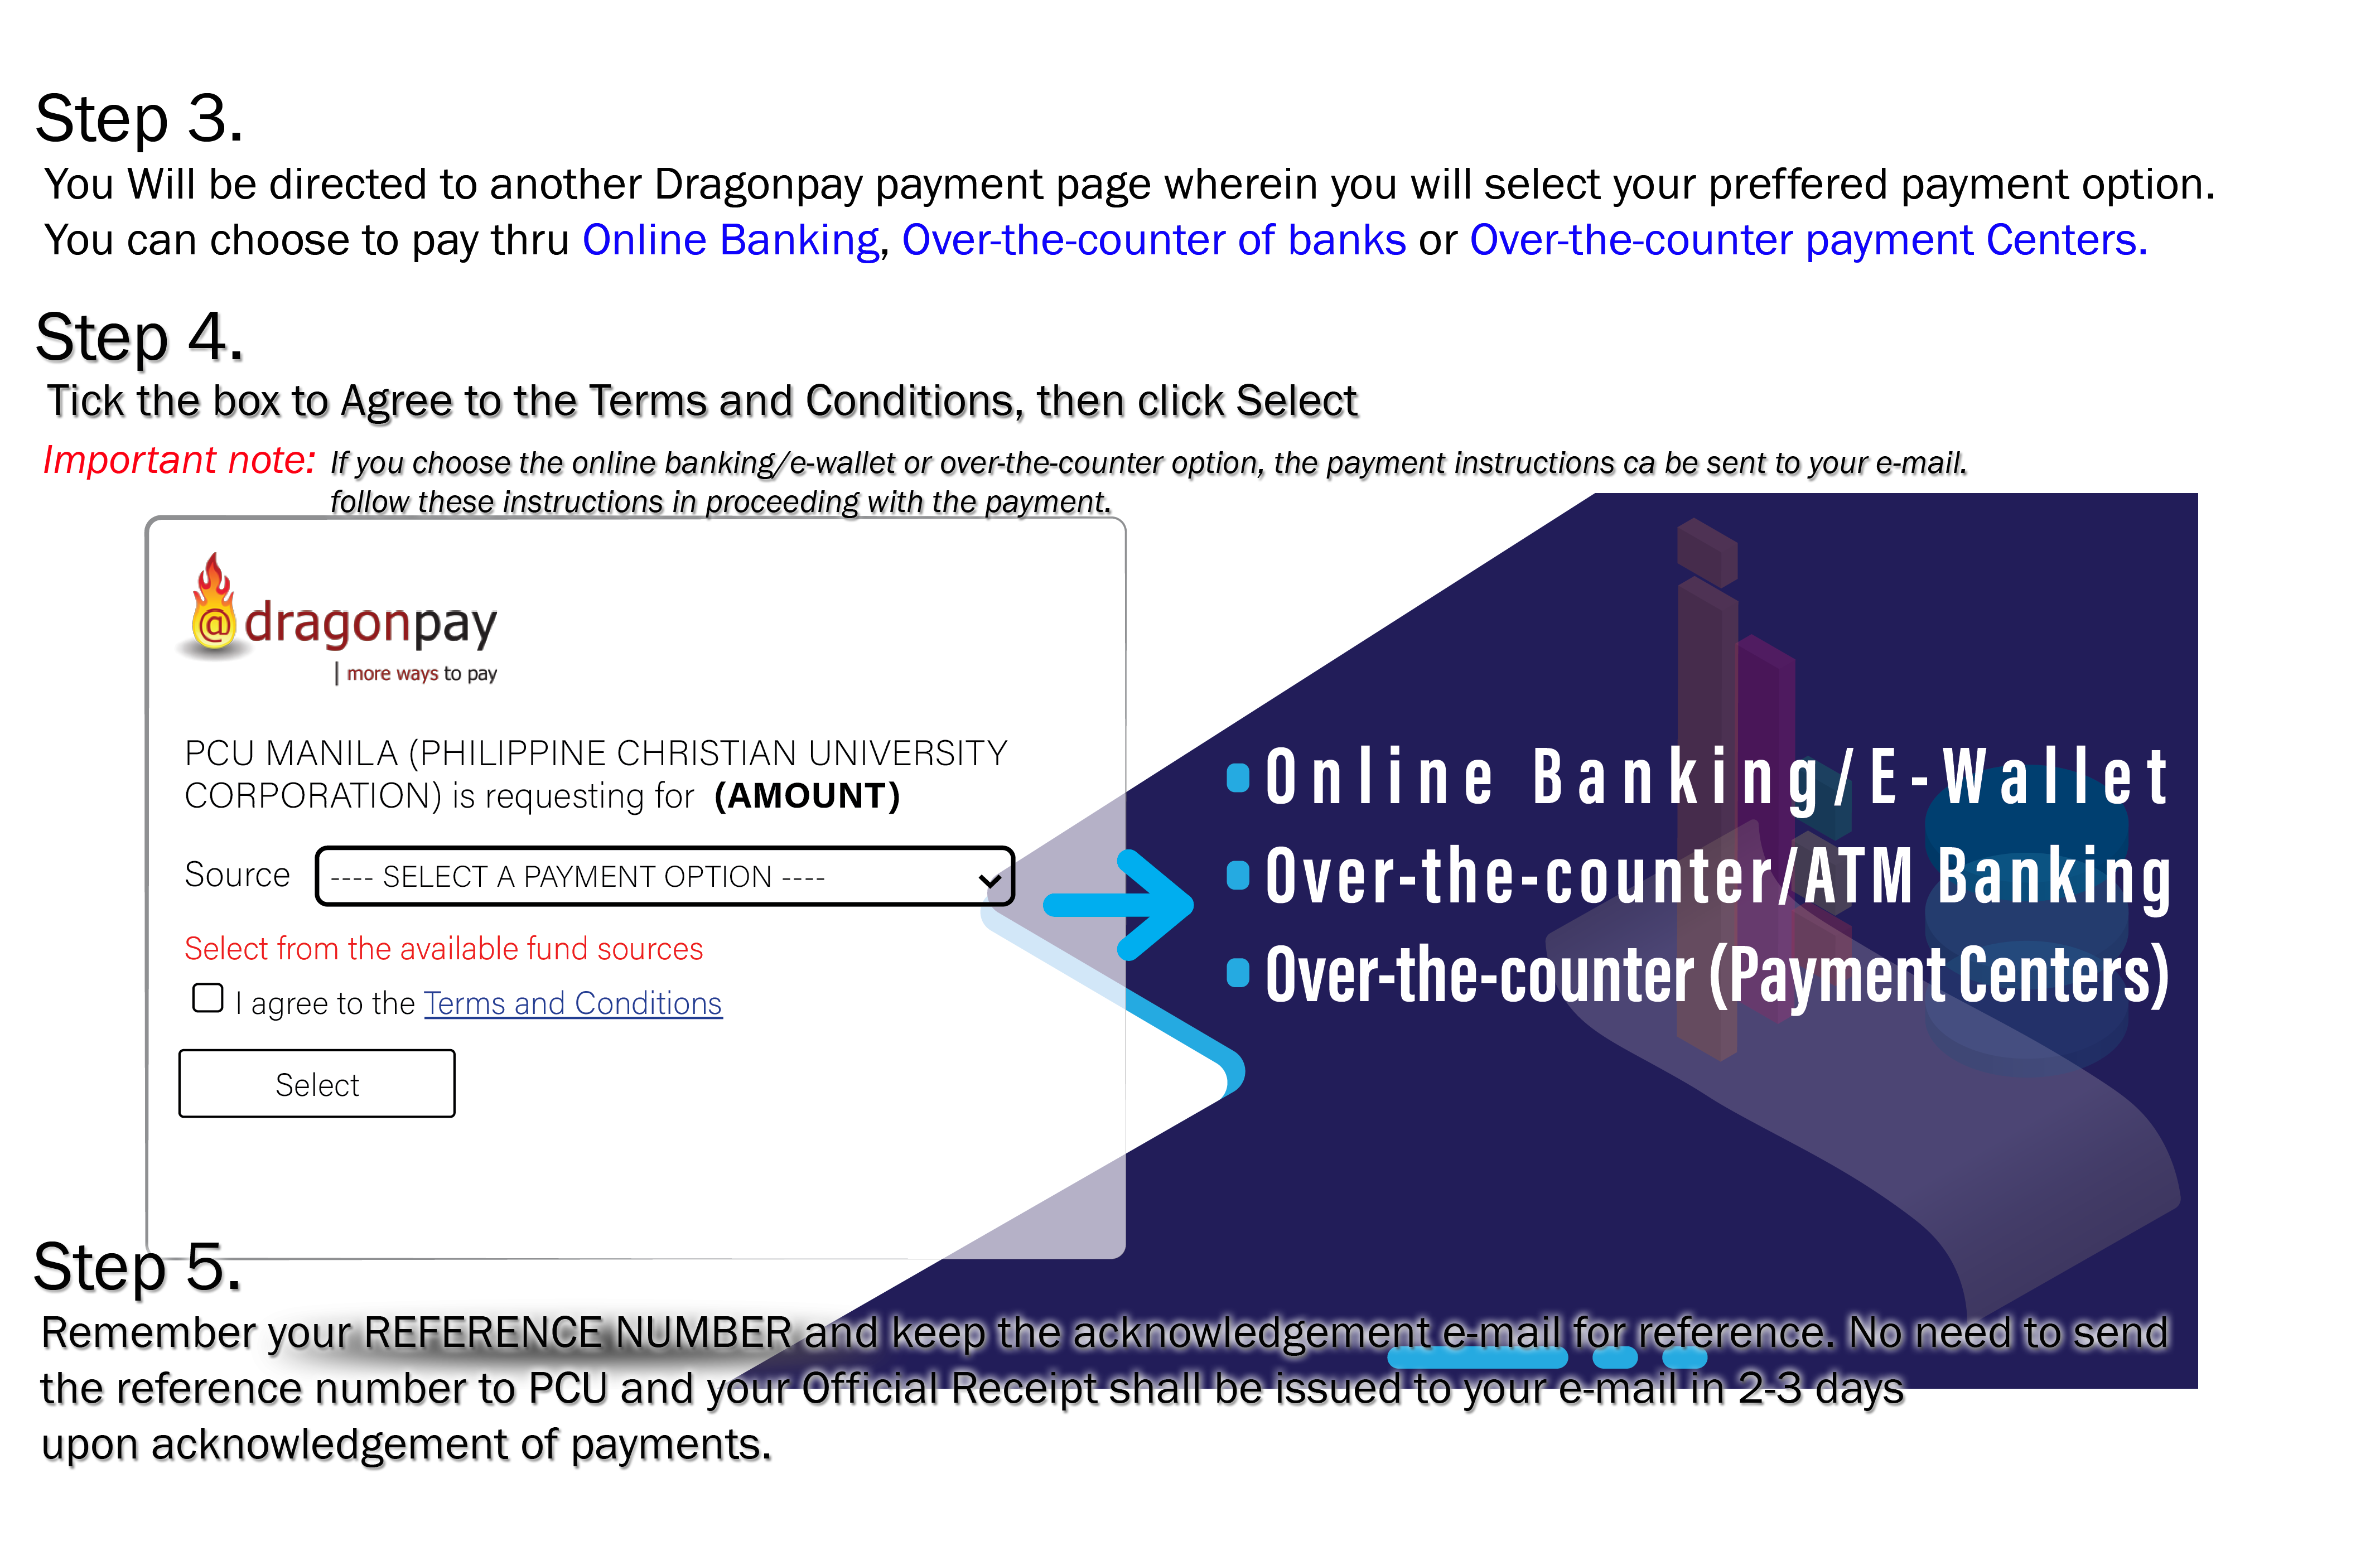 Step 3.
You Will be directed to another Dragonpay payment page wherein you will select your preffered payment option.
You can choose to pay thru Online Banking, Over-the-counter of banks or Over-the-counter payment Centers.
Step 4.
Tick the box to Agree to the Terms and Conditions, then click Select
Important note: If you choose the online banking/e-wallet or over-the-counter option, the payment instructions ca be sent to your e-mail.
follow these instructions in proceeding with the payment.
@dragonpay
| more ways to pay
PCU MANILA (PHILIPPINE CHRISTIAN UNIVERSITY
CORPORATION) is requesting for (AMOUNT)
Source ---- SELECT A PAYMENT OPTION ----
Select from the available fund sources
I agree to the Terms and Conditions
Select
Online Banking/E-Wallet
Over-the-counter/ATM Banking
Over-the-counter (Payment Centers)
Step 5.
Remember your REFERENCE NUMBER and keep the acknowledgement e-mail for reference. No need to send
the reference number to PCU and your Official Receipt shall be issued to your e-mail in 2-3 days
upon acknowledgement of payments.